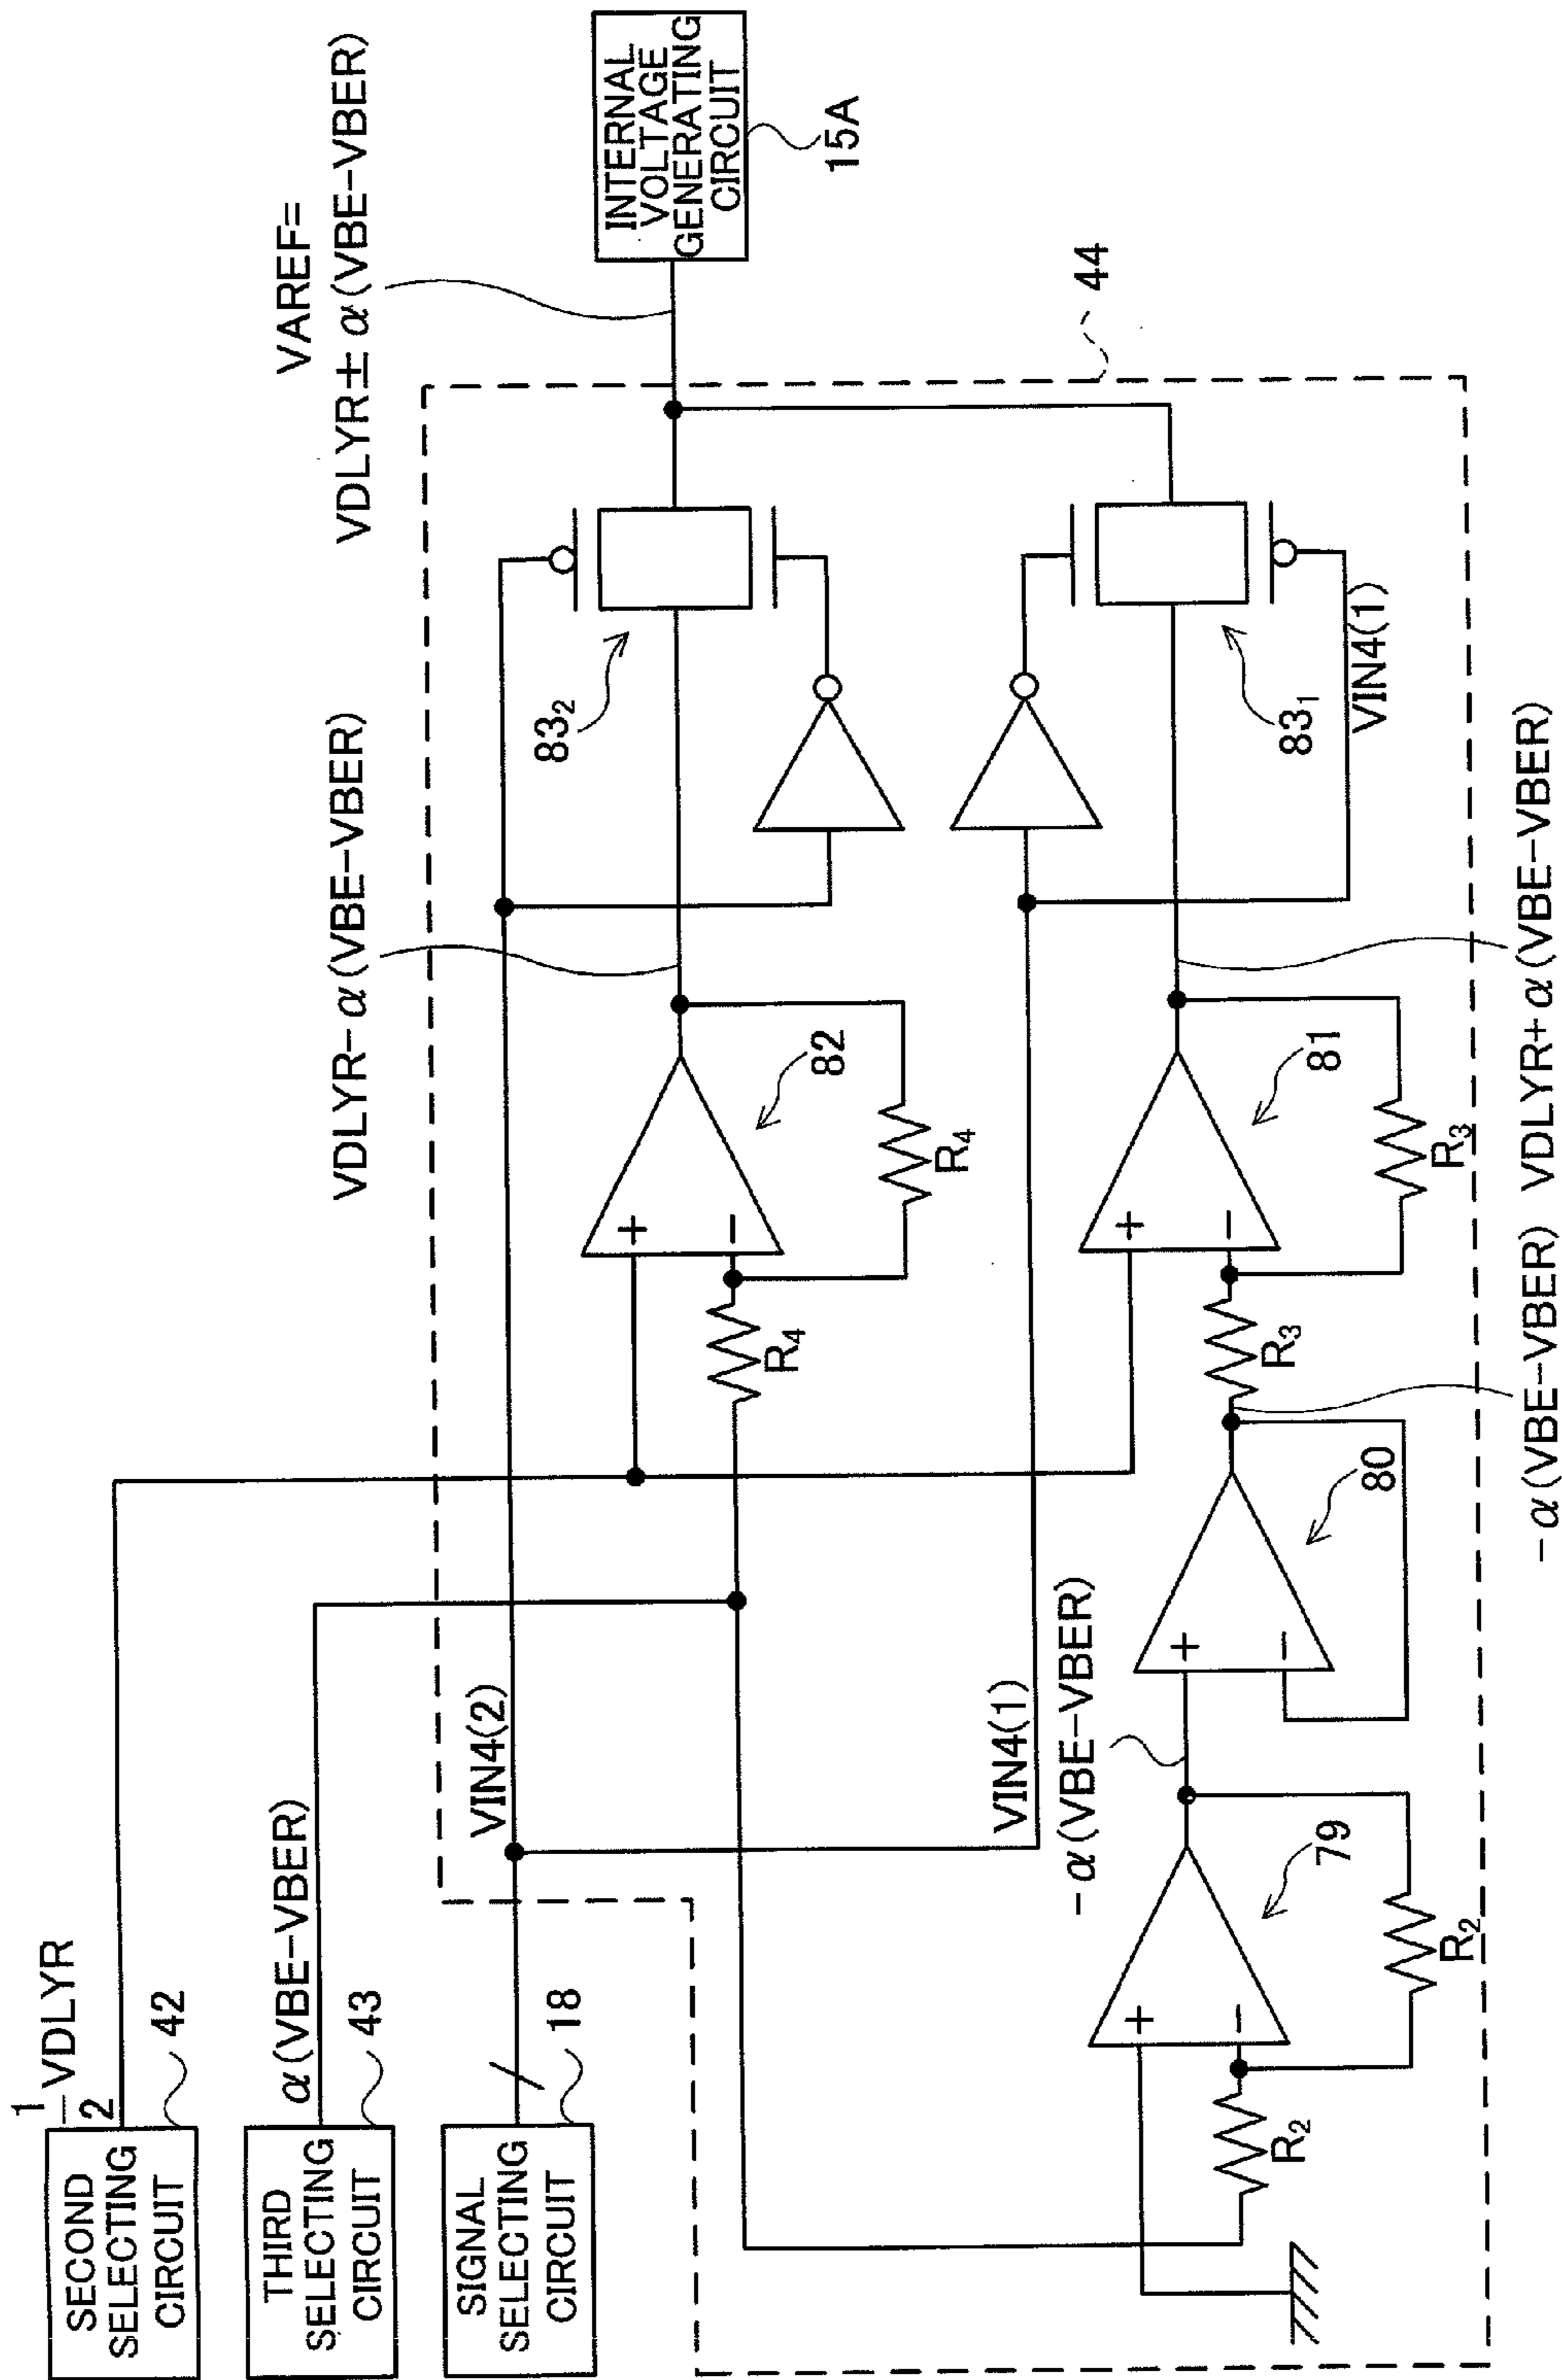 1
2
VDLYR
SECOND
SELECTING
CIRCUIT
42
α(VBE-VBER)
THIRD
SELECTING
CIRCUIT
43
SIGNAL
SELECTING
CIRCUIT
18
VIN4(2)
VIN4(1)
-α(VBE-VBER)
R2
R2
79
80
-α(VBE-VBER)
R4
R4
82
VDLYR-α(VBE-VBER)
R3
R3
81
VDLYR+α(VBE-VBER)
832
831
VIN4(1)
44
VAREF=
VDLYR±α(VBE-VBER)
INTERNAL
VOLTAGE
GENERATING
CIRCUIT
15A
+
−
+
−
+
−
+
−